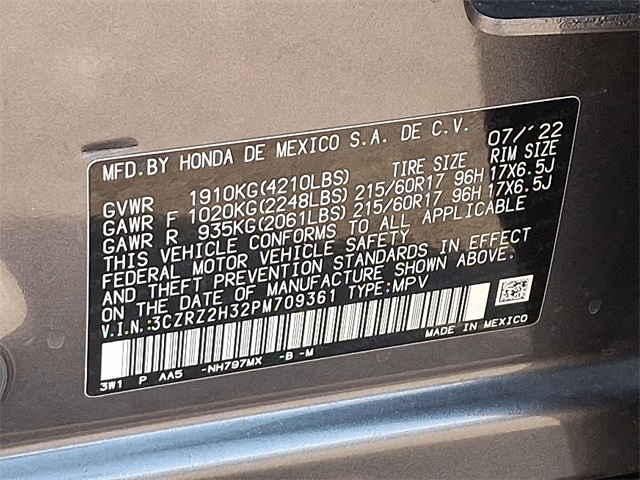 MFD.BY HONDA DE MEXICO S.A. DE C.V. 07/'22
TIRE SIZE RIM SIZE
GVWR 1910KG(4210LBS)
GAWR F 1020KG(2248LBS) 215/60R17 96H 17X6.5J
GAWR R 935KG(2061LBS) 215/60R17 96H 17X6.5J
THIS VEHICLE CONFORMS TO ALL APPLICABLE
FEDERAL MOTOR VEHICLE SAFETY
AND THEFT PREVENTION STANDARDS IN EFFECT
ON THE DATE OF MANUFACTURE SHOWN ABOVE.
V.I.N.:3CZRZ2H32PM709361 TYPE:MPV
MADE IN MEXICO
3W1 P AA5 -NH797MX -B -M